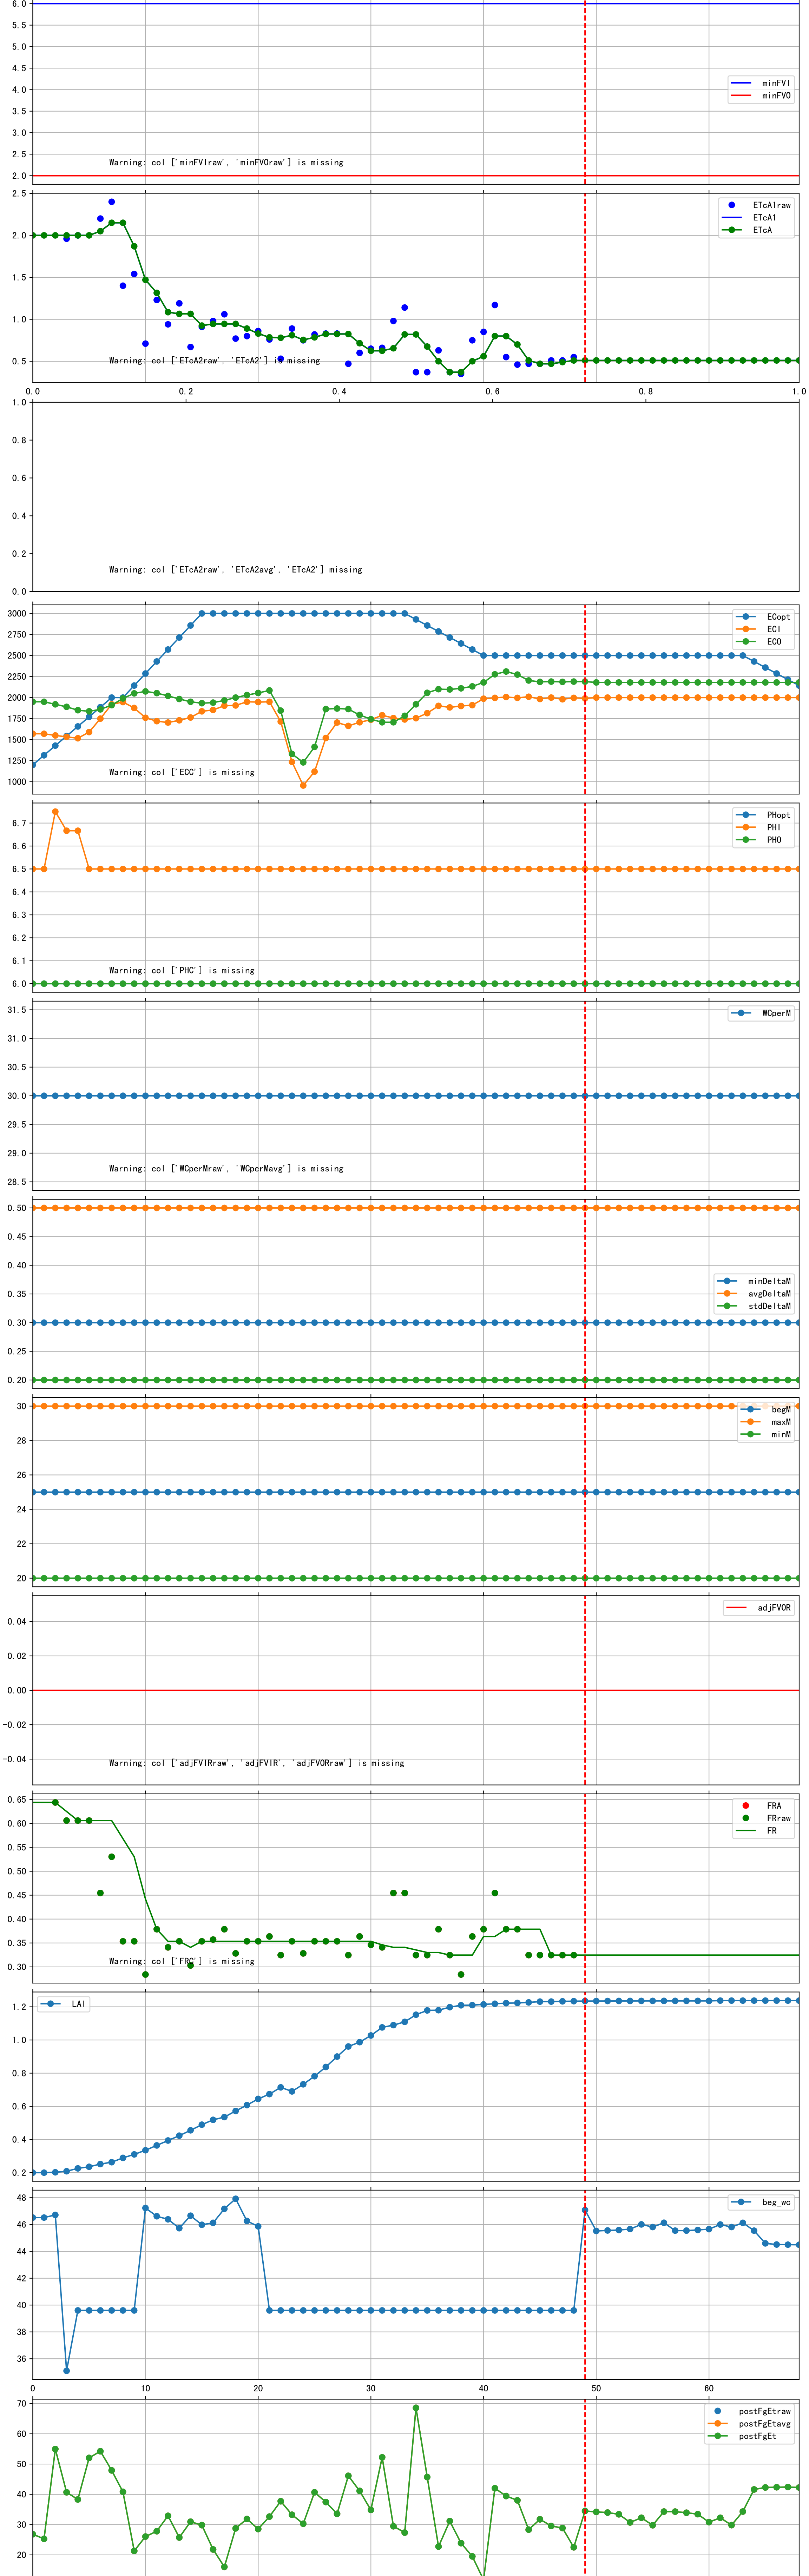 6.0
5.5
5.0
4.5
4.0
3.5
3.0
2.5
2.0
minFVI
minFVO
Warning: col ['minFVIraw', 'minFVOraw'] is missing
2.5
2.0
1.5
1.0
0.5
ETcA1raw
ETcA1
ETcA
Warning: col ['ETcA2raw', 'ETcA2'] is missing
0.0 0.2 0.4 0.6 0.8 1.0
1.0
0.8
0.6
0.4
0.2
0.0
Warning: col ['ETcA2raw', 'ETcA2avg', 'ETcA2'] missing
3000
2750
2500
2250
2000
1750
1500
1250
1000
ECopt
ECI
ECO
Warning: col ['ECC'] is missing
6.7
6.6
6.5
6.4
6.3
6.2
6.1
6.0
PHopt
PHI
PHO
Warning: col ['PHC'] is missing
31.5
31.0
30.5
30.0
29.5
29.0
28.5
WCperM
Warning: col ['WCperMraw', 'WCperMavg'] is missing
0.50
0.45
0.40
0.35
0.30
0.25
0.20
minDeltaM
avgDeltaM
stdDeltaM
30
28
26
24
22
20
begM
maxM
minM
0.04
0.02
0.00
-0.02
-0.04
adjFVOR
Warning: col ['adjFVIRraw', 'adjFVIR', 'adjFVORraw'] is missing
0.65
0.60
0.55
0.50
0.45
0.40
0.35
0.30
FRA
FRraw
FR
Warning: col ['FRC'] is missing
1.2
1.0
0.8
0.6
0.4
0.2
LAI
48
46
44
42
40
38
36
beg_wc
0 10 20 30 40 50 60
70
60
50
40
30
20
postFgEtraw
postFgEtavg
postFgEt